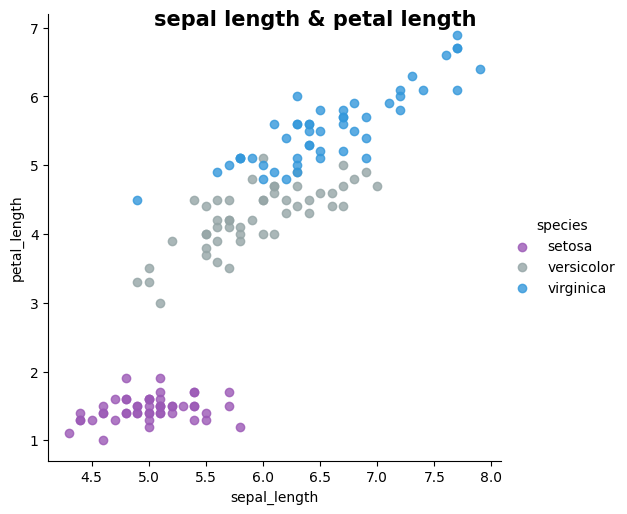 sepal length & petal length
7
6
5
4
3
2
1
petal_length
4.5 5.0 5.5 6.0 6.5 7.0 7.5 8.0
sepal_length
species
setosa
versicolor
virginica